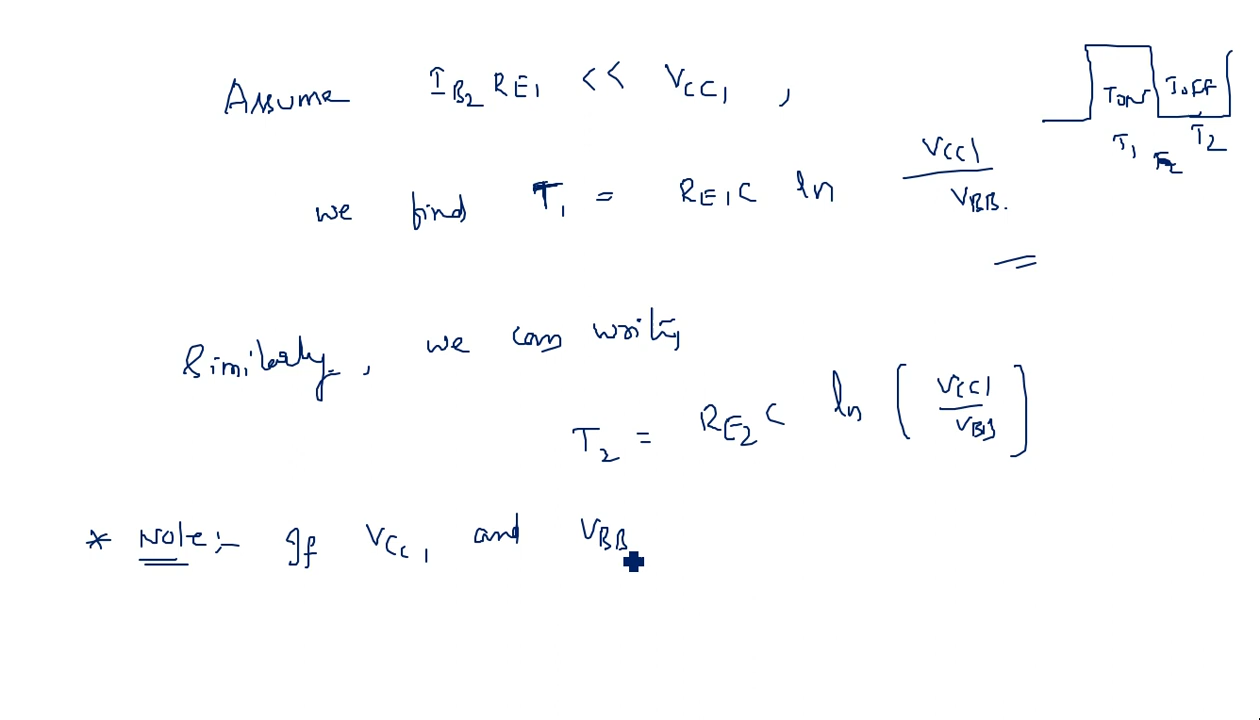 Assume I_B2 RE1 << VCC1 ,
TON TOFF
T1 T2
we find T1 = RE1C ln VCC1 / VBB.
Similarly, we can write,
T2 = RE2 C ln [ VCC1 / VBB ]
* Note:- If VCC1 and VBB